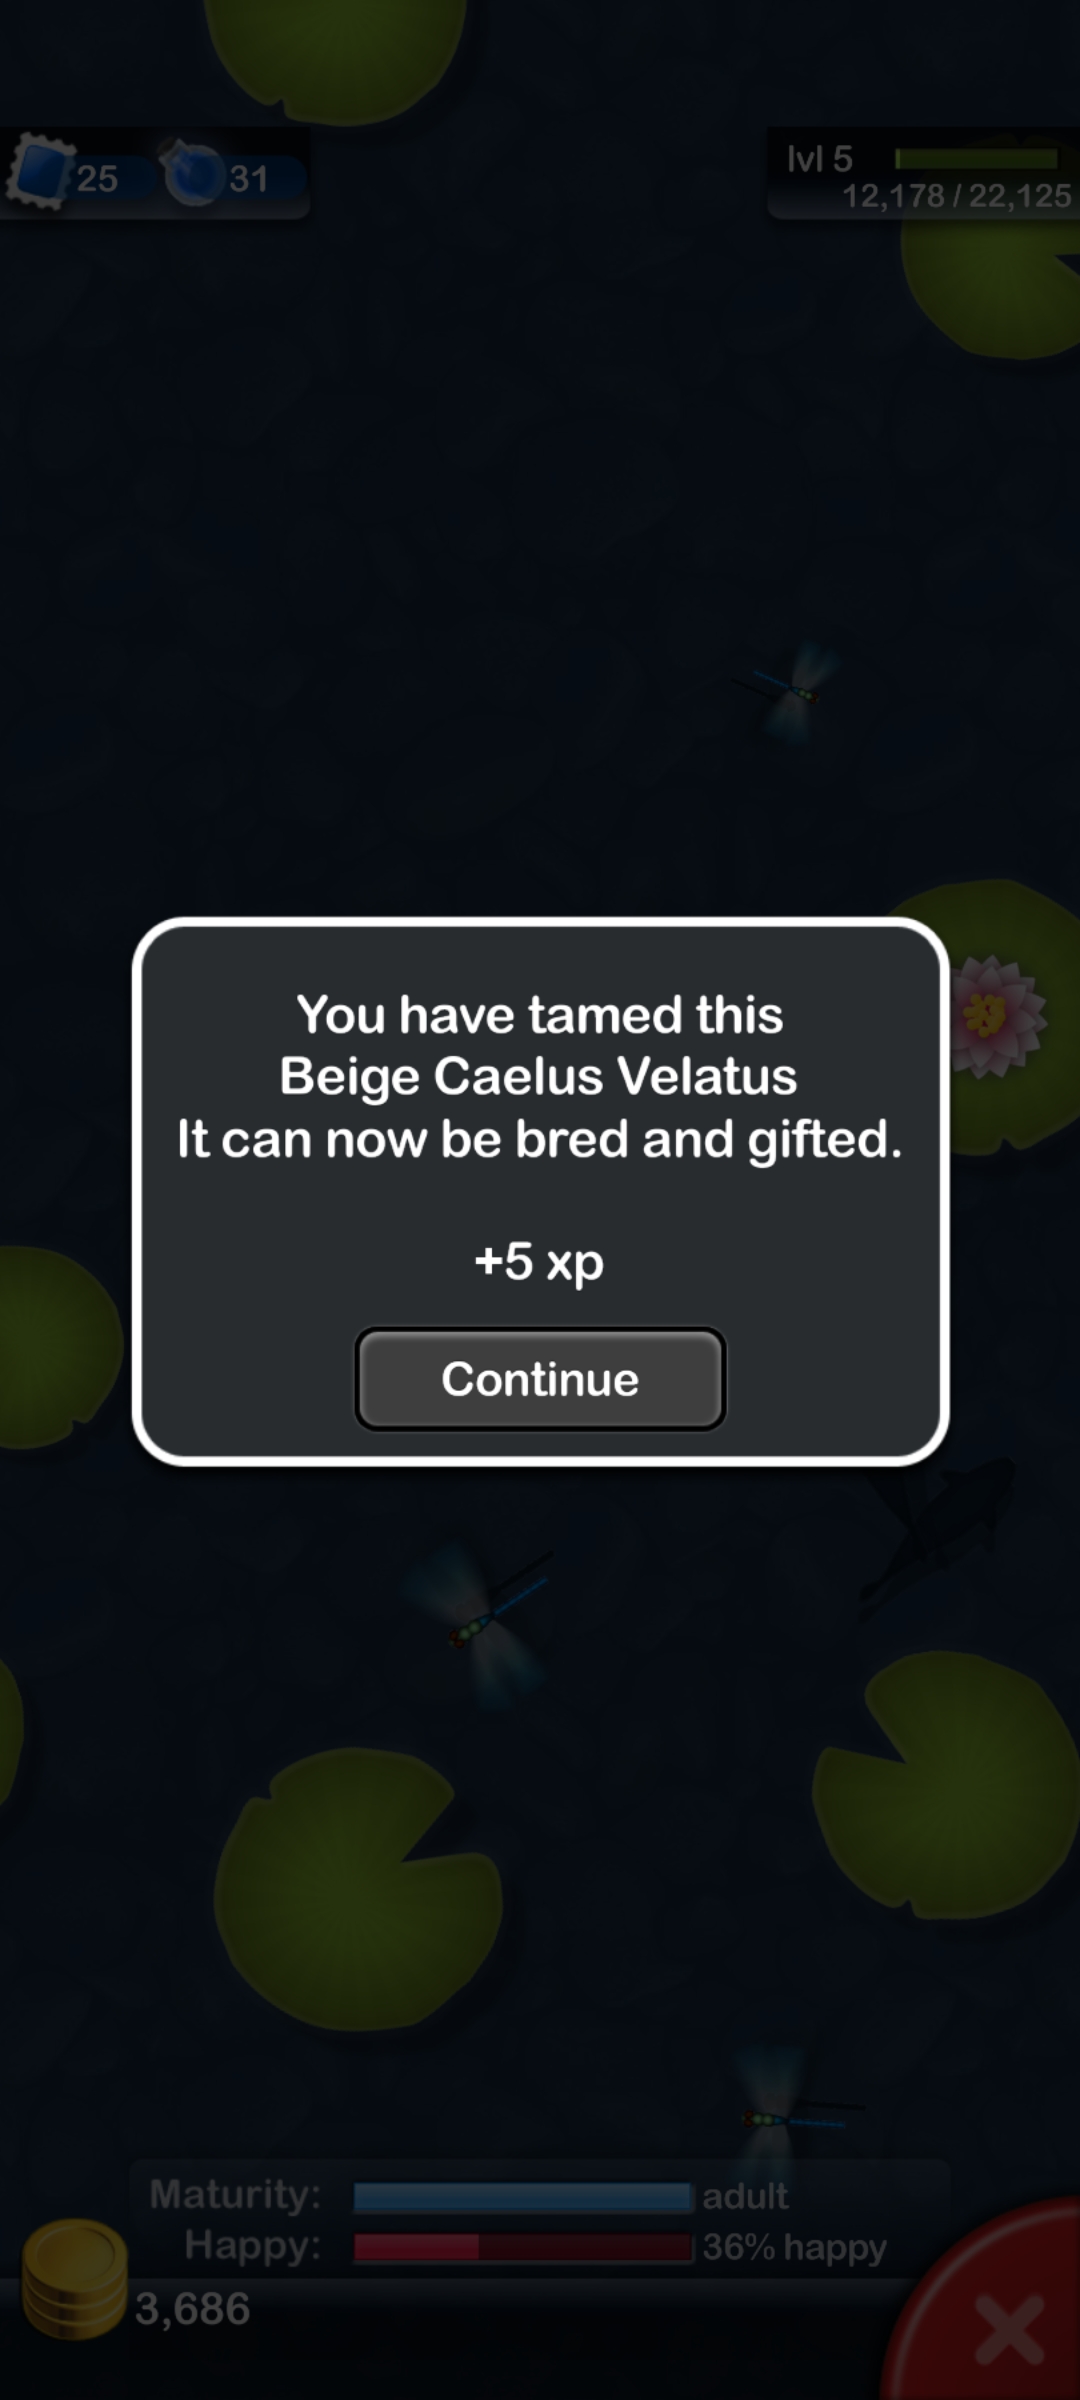 25
31
lvl 5
12,178 / 22,125
You have tamed this
Beige Caelus Velatus
It can now be bred and gifted.
+5 xp
Continue
Maturity: adult
Happy: 36% happy
3,686